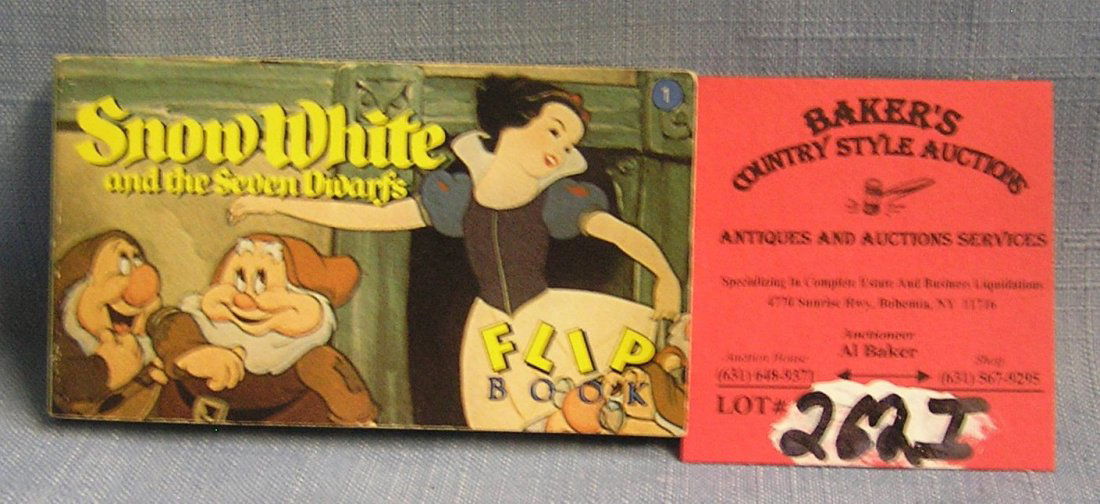 Snow White
and the Seven Dwarfs
1
FLIP
BOOK
BAKER'S
COUNTRY STYLE AUCTIONS
ANTIQUES AND AUCTIONS SERVICES
Specializing In Complete Estate And Business Liquidations
4770 Sunrise Hwy, Bohemia, NY 11716
Auctioneer
Al Baker
Auction House
Shop
(631) 648-9371
(631) 567-9295
LOT#